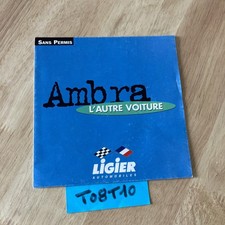 SANS PERMIS
Ambra
L'AUTRE VOITURE
LIGIER
AUTOMOBILES
T08T10